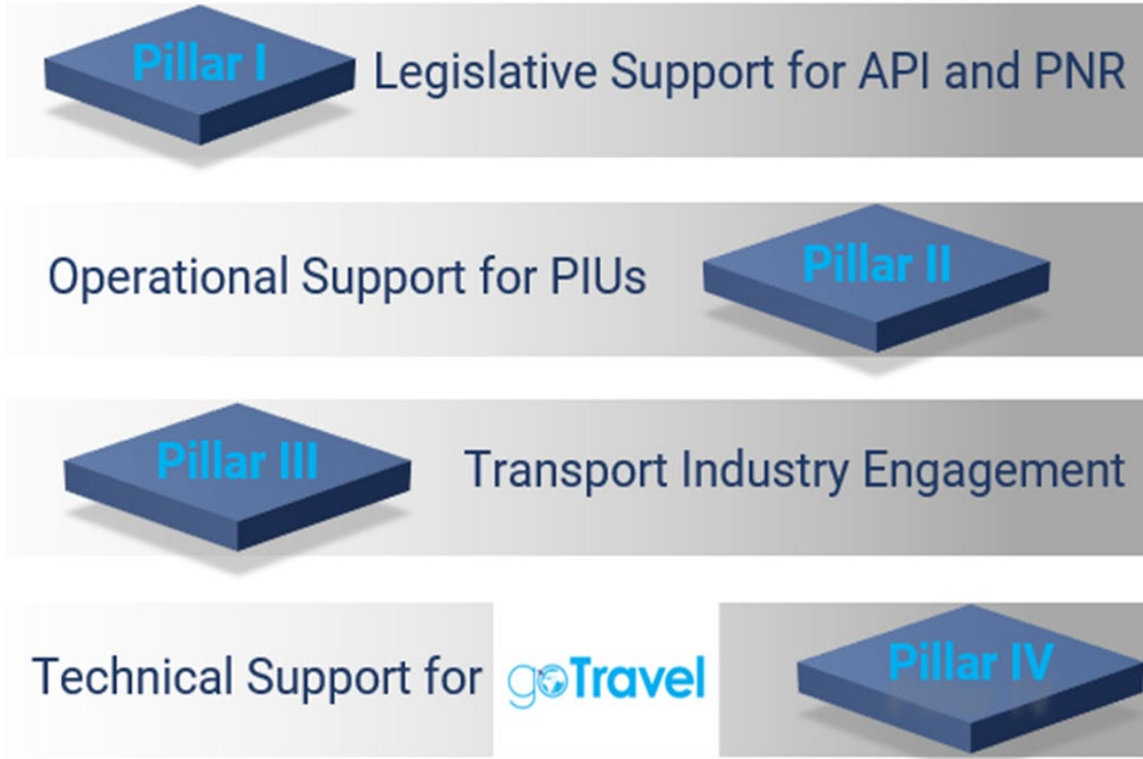 Pillar I
Legislative Support for API and PNR
Operational Support for PIUs
Pillar II
Pillar III
Transport Industry Engagement
Technical Support for goTravel
Pillar IV